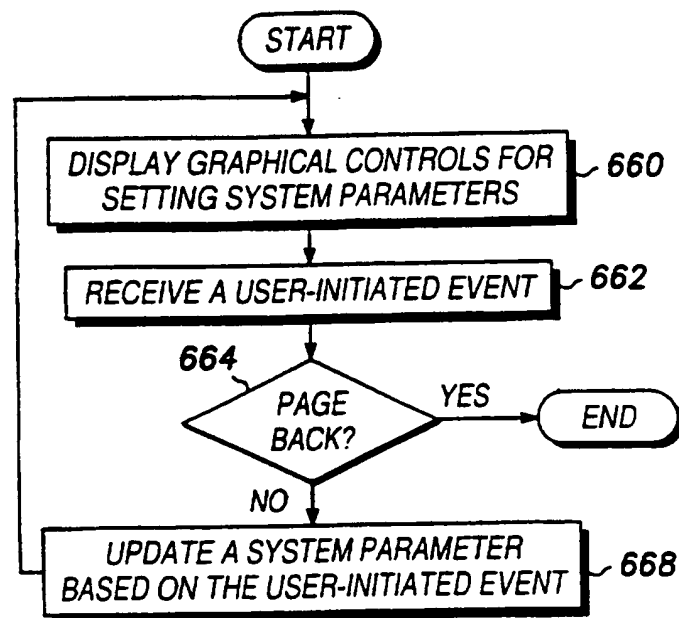 START
DISPLAY GRAPHICAL CONTROLS FOR
SETTING SYSTEM PARAMETERS
660
RECEIVE A USER-INITIATED EVENT
662
664
PAGE
BACK?
YES
END
NO
UPDATE A SYSTEM PARAMETER
BASED ON THE USER-INITIATED EVENT
668